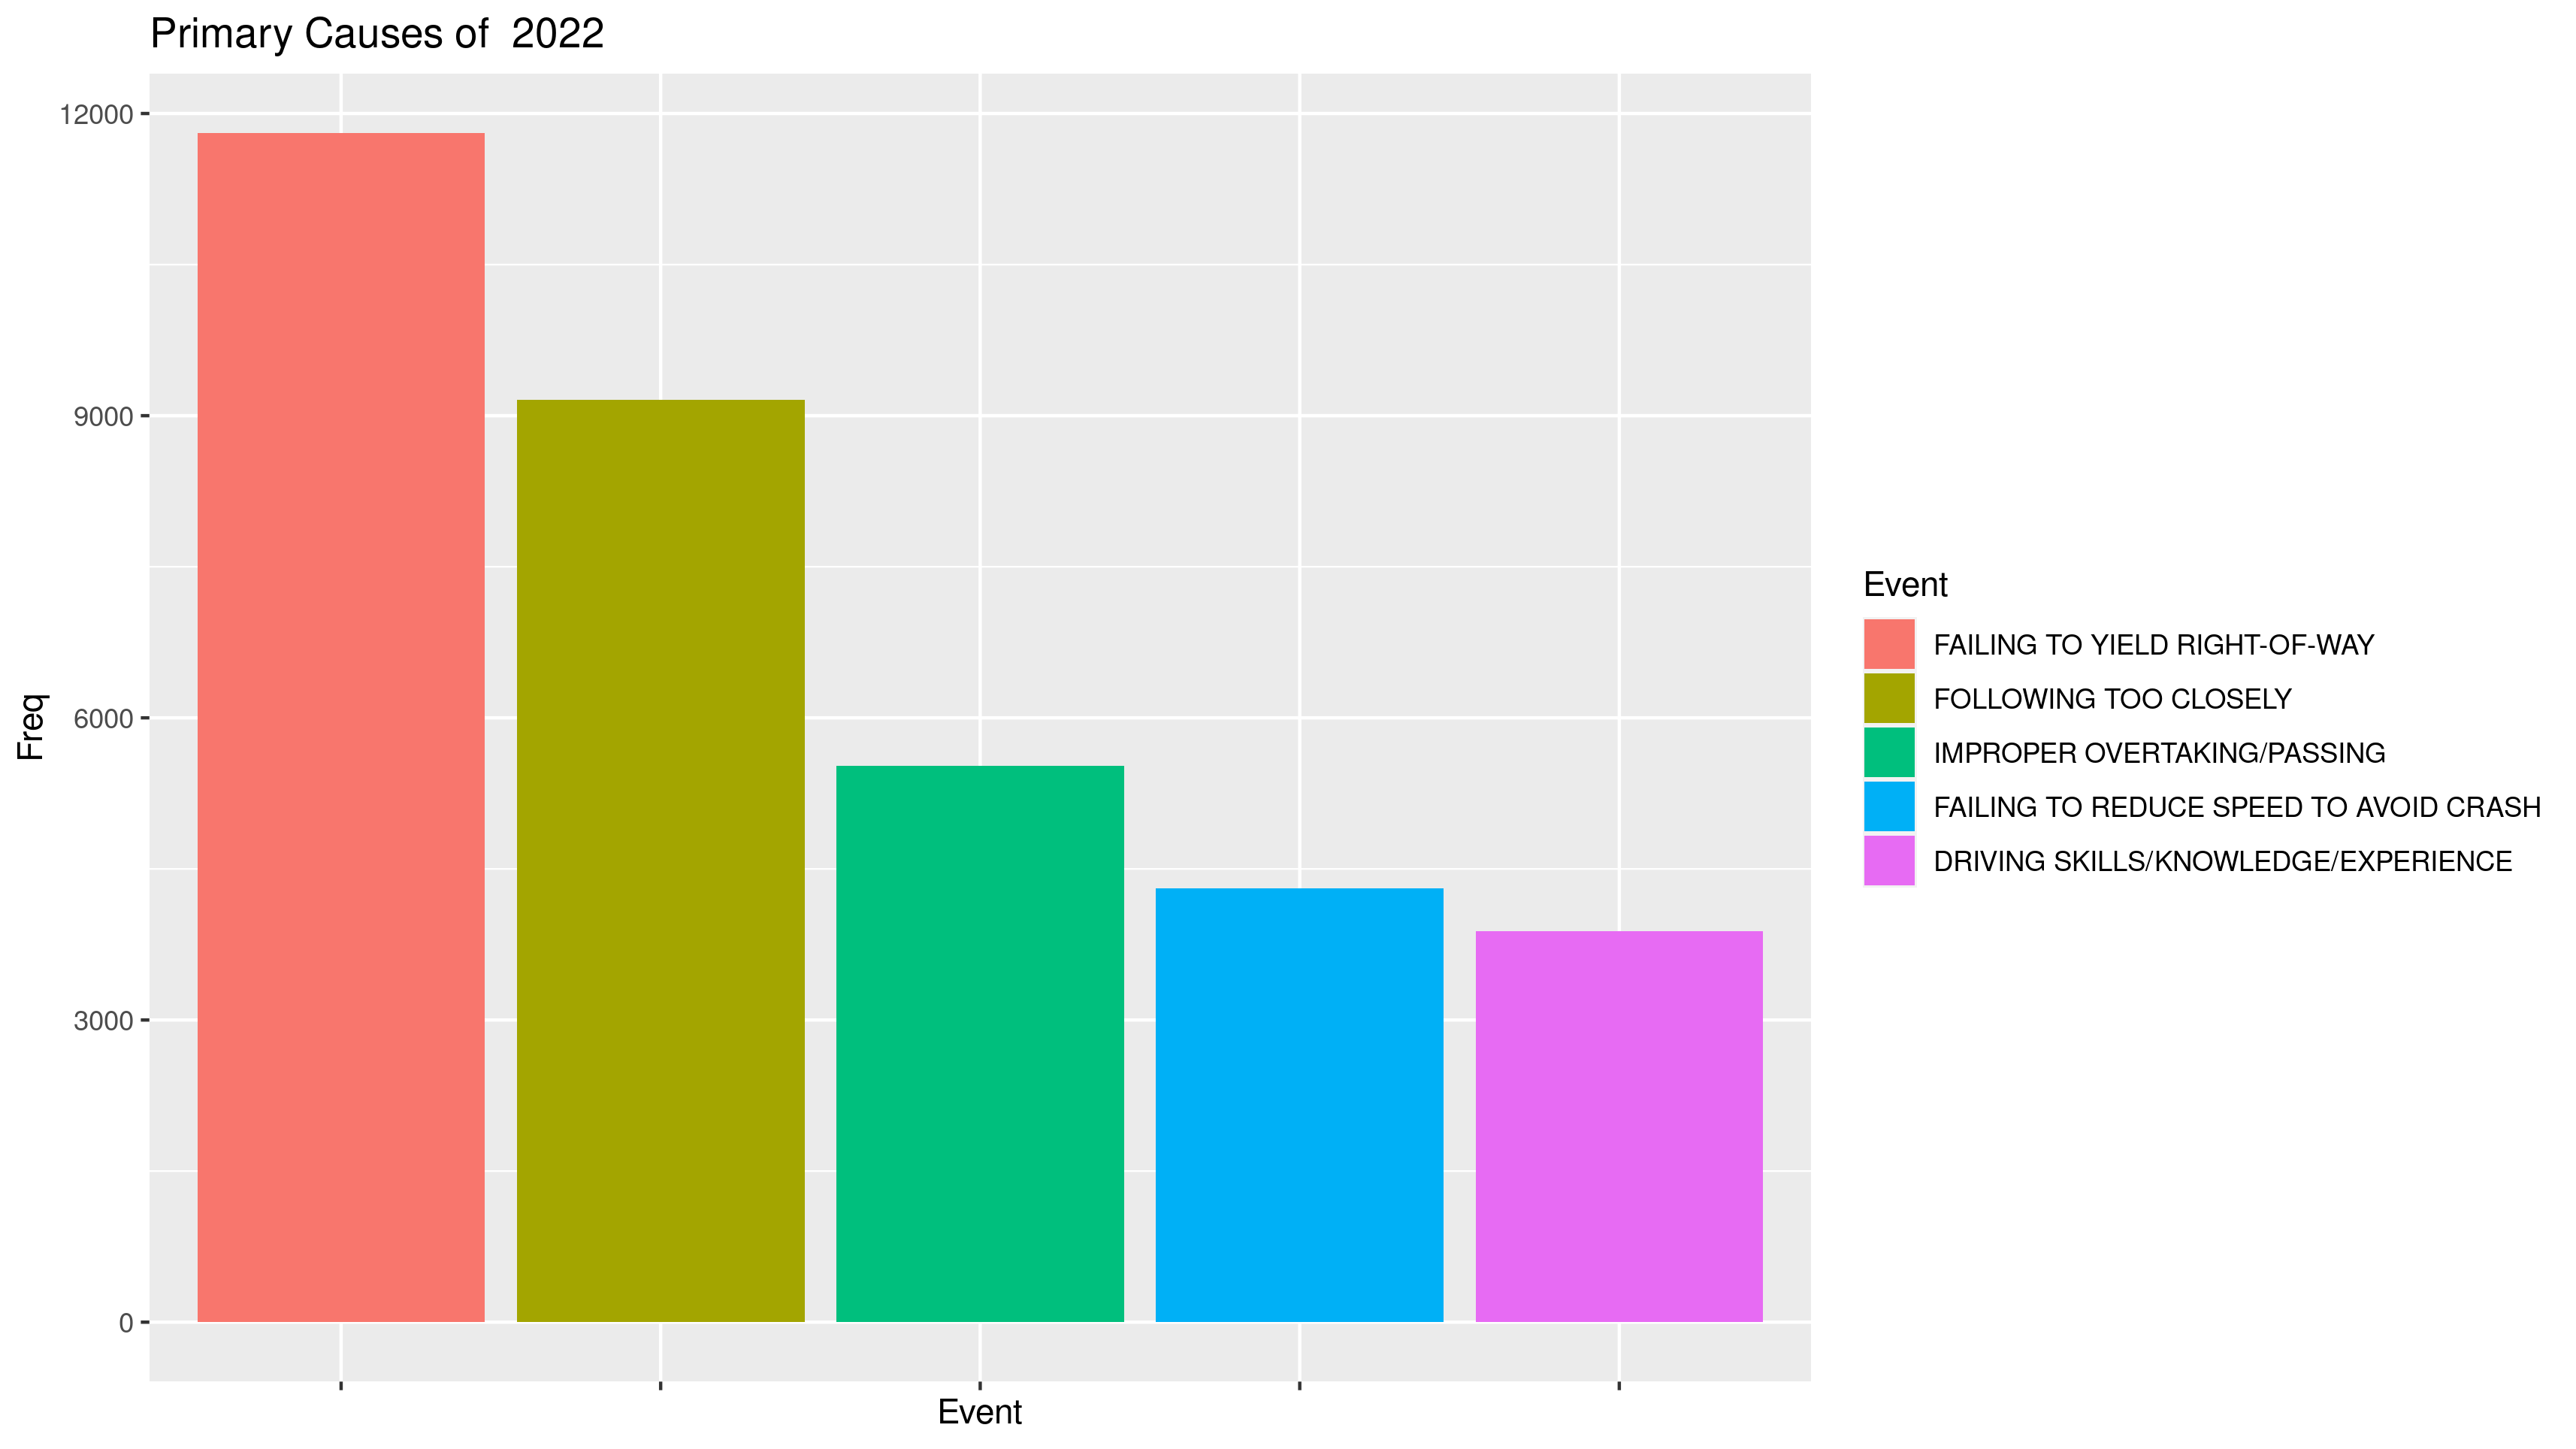 Primary Causes of  2022
12000
9000
6000
3000
0
Freq
Event
Event
FAILING TO YIELD RIGHT-OF-WAY
FOLLOWING TOO CLOSELY
IMPROPER OVERTAKING/PASSING
FAILING TO REDUCE SPEED TO AVOID CRASH
DRIVING SKILLS/KNOWLEDGE/EXPERIENCE